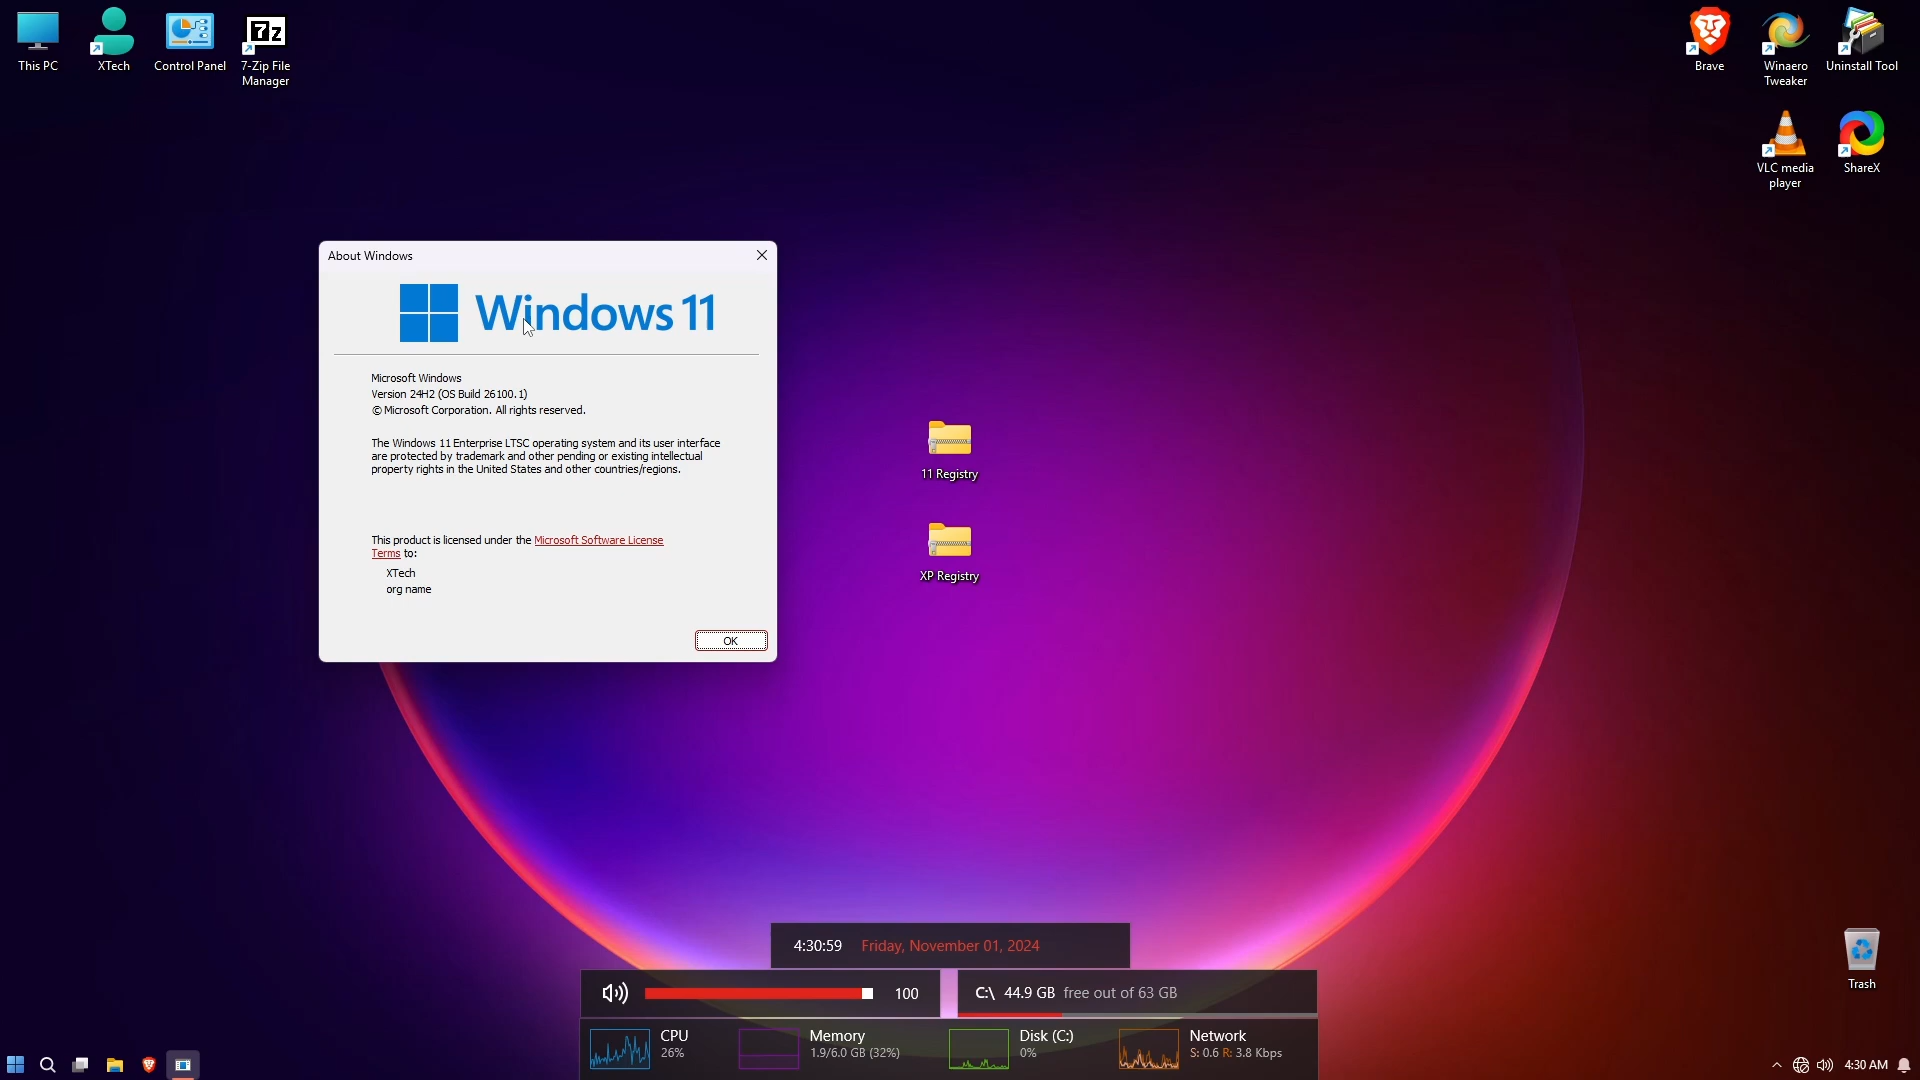 This PC
XTech
Control Panel
7-Zip File
Manager
7z
Brave
Winaero
Tweaker
Uninstall Tool
VLC media
player
ShareX
About Windows
Windows 11
Microsoft Windows
Version 24H2 (OS Build 26100.1)
© Microsoft Corporation. All rights reserved.
The Windows 11 Enterprise LTSC operating system and its user interface
are protected by trademark and other pending or existing intellectual
property rights in the United States and other countries/regions.
This product is licensed under the Microsoft Software License
Terms to:
XTech
org name
OK
11 Registry
XP Registry
4:30:59 Friday, November 01, 2024
100
C:\ 44.9 GB free out of 63 GB
CPU
26%
Memory
1.9/6.0 GB (32%)
Disk (C:)
0%
Network
S: 0.6 R: 3.8 Kbps
Trash
4:30 AM